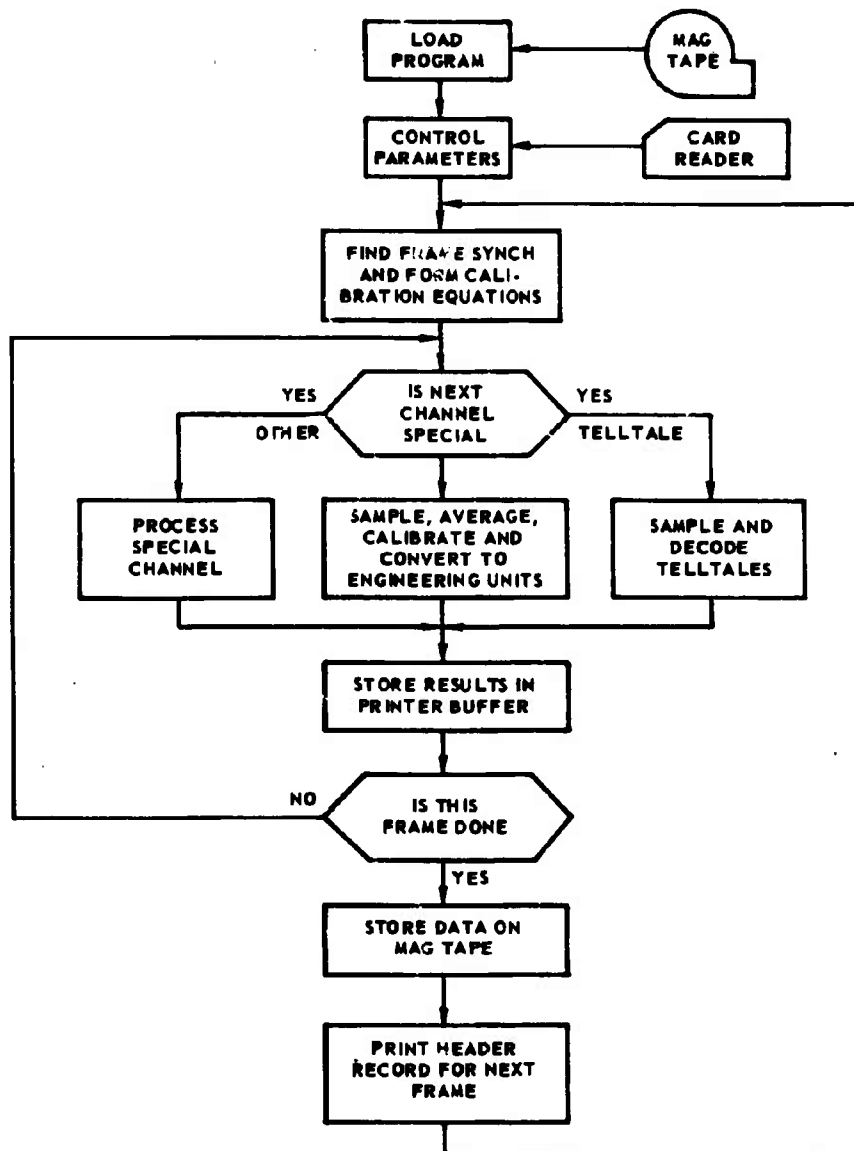 LOAD
PROGRAM
MAG
TAPE
CONTROL
PARAMETERS
CARD
READER
FIND FRAME SYNCH
AND FORM CALI-
BRATION EQUATIONS
YES
OTHER
IS NEXT
CHANNEL
SPECIAL
YES
TELLTALE
PROCESS
SPECIAL
CHANNEL
SAMPLE, AVERAGE,
CALIBRATE AND
CONVERT TO
ENGINEERING UNITS
SAMPLE AND
DECODE
TELLTALES
STORE RESULTS IN
PRINTER BUFFER
NO
IS THIS
FRAME DONE
YES
STORE DATA ON
MAG TAPE
PRINT HEADER
RECORD FOR NEXT
FRAME